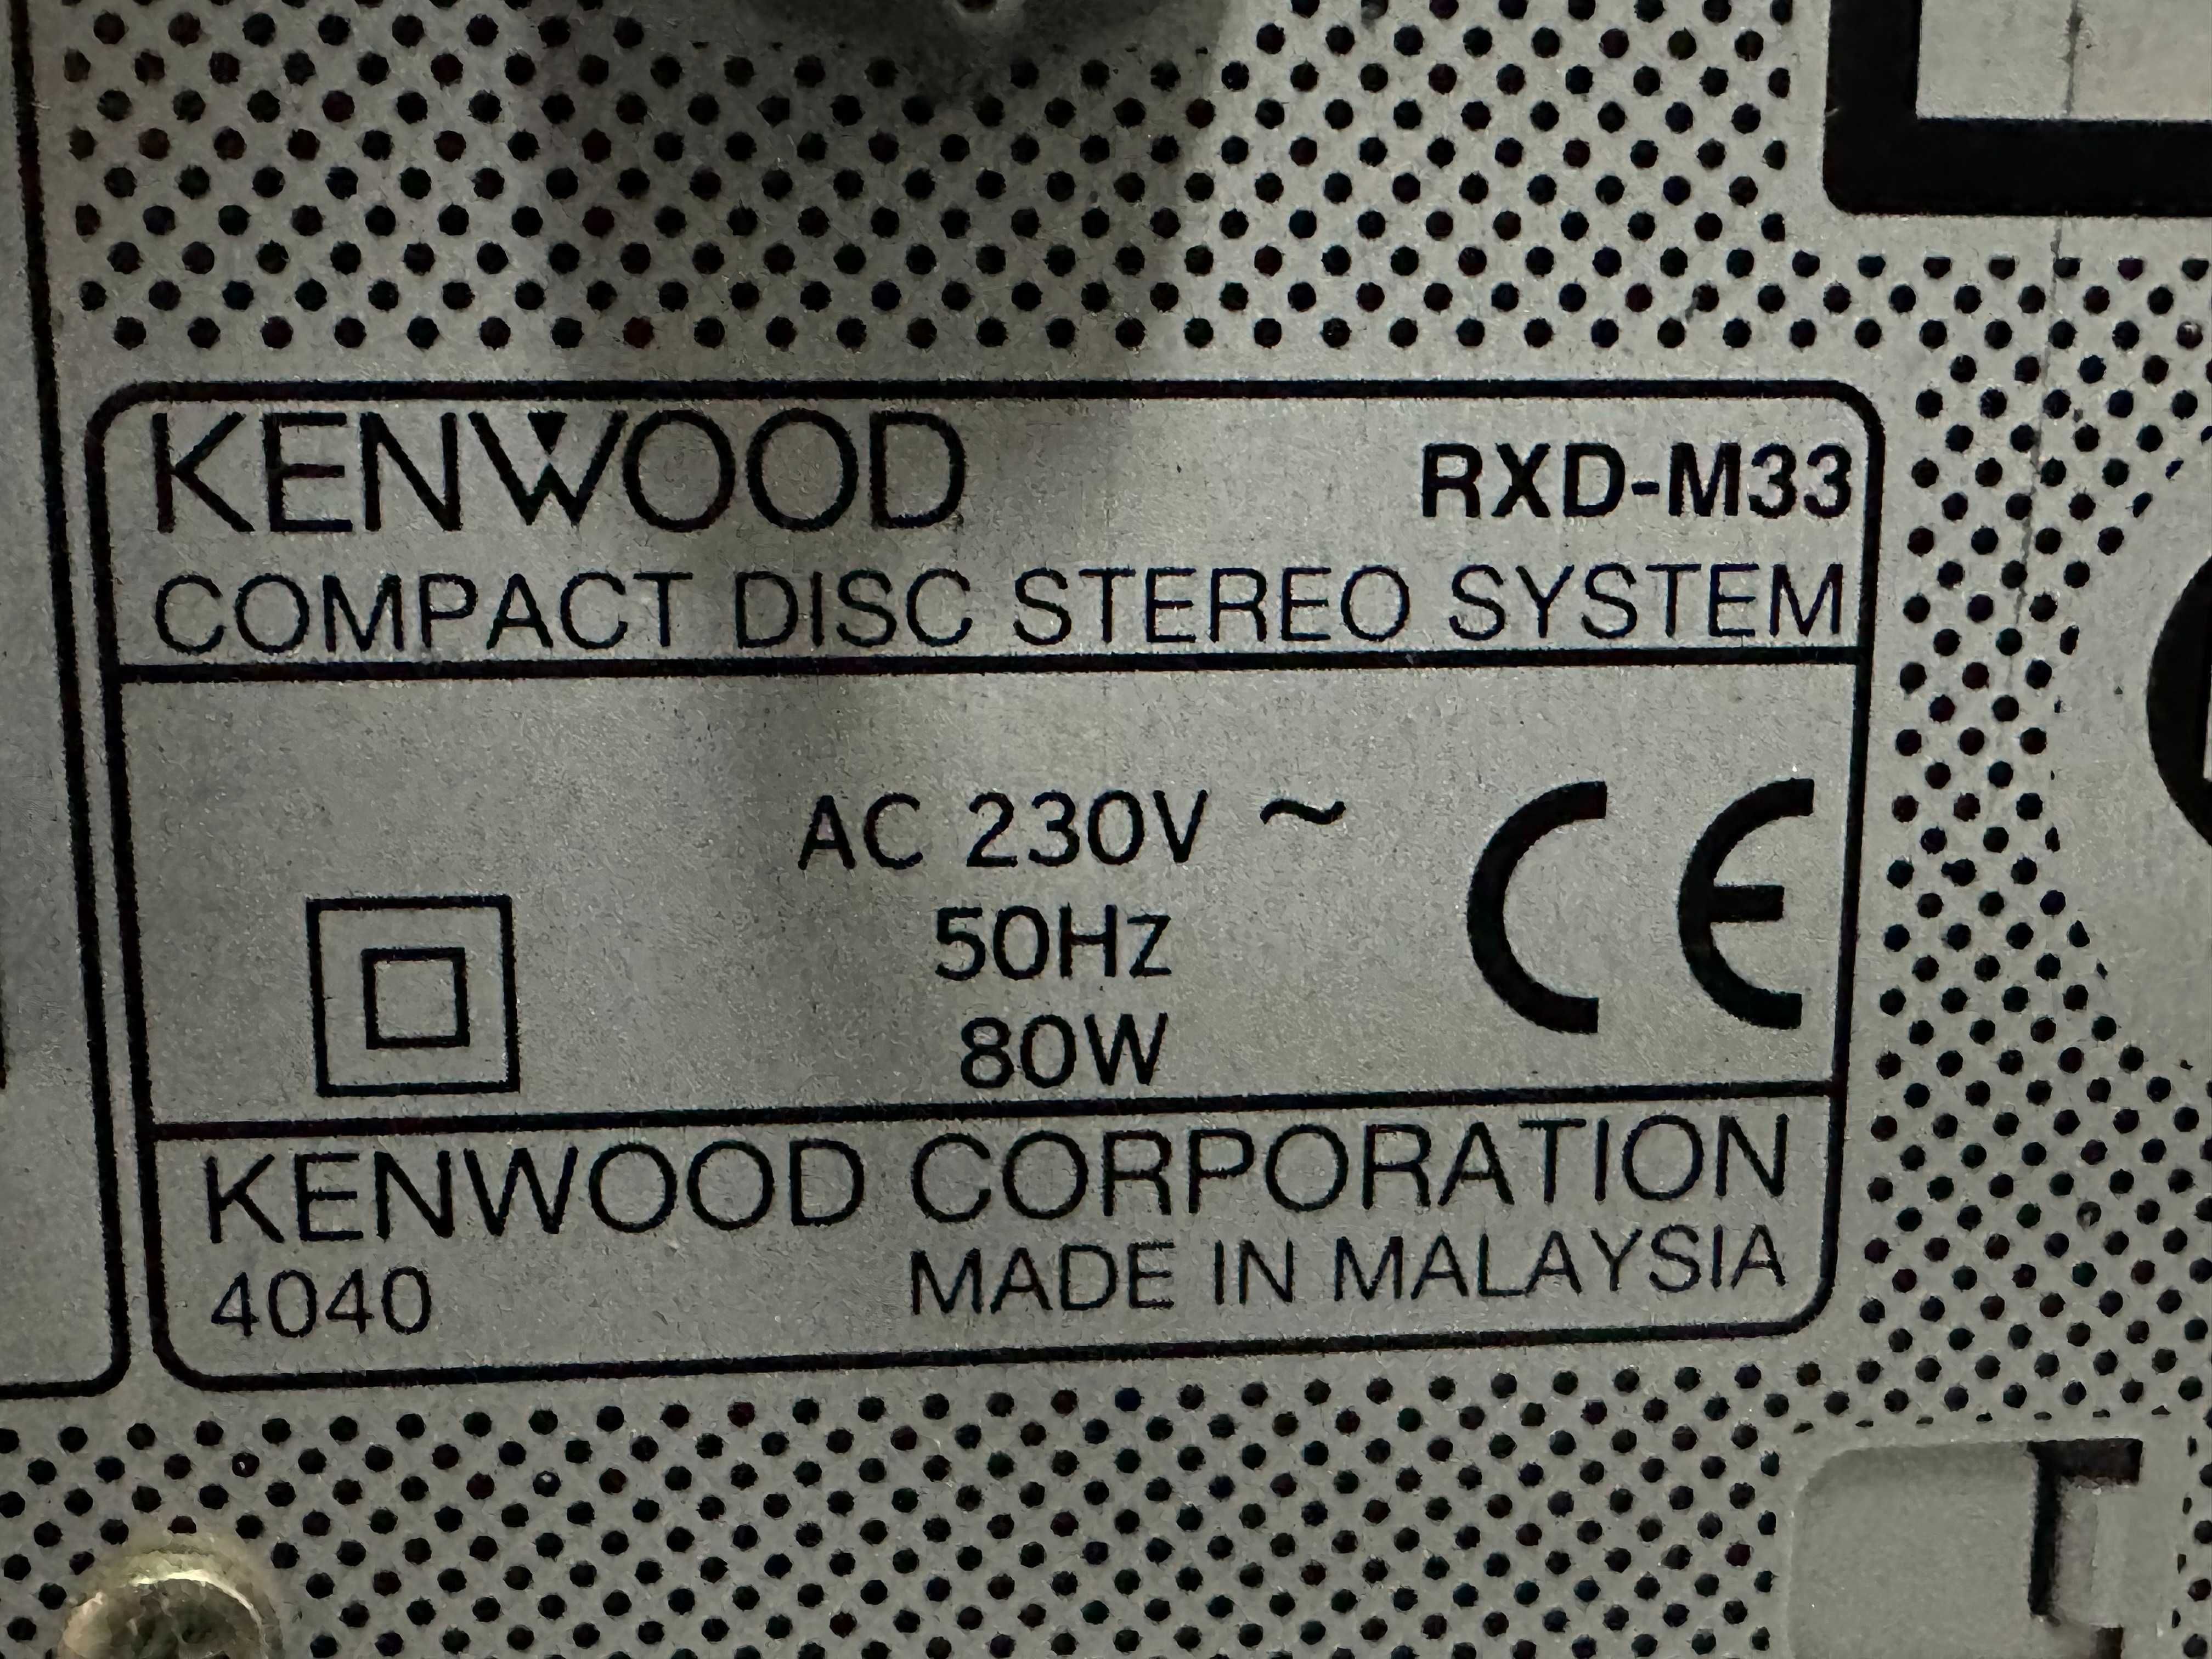 KENWOOD RXD-M33
COMPACT DISC STEREO SYSTEM
AC 230V ~
50Hz
80W
CE
KENWOOD CORPORATION
4040 MADE IN MALAYSIA